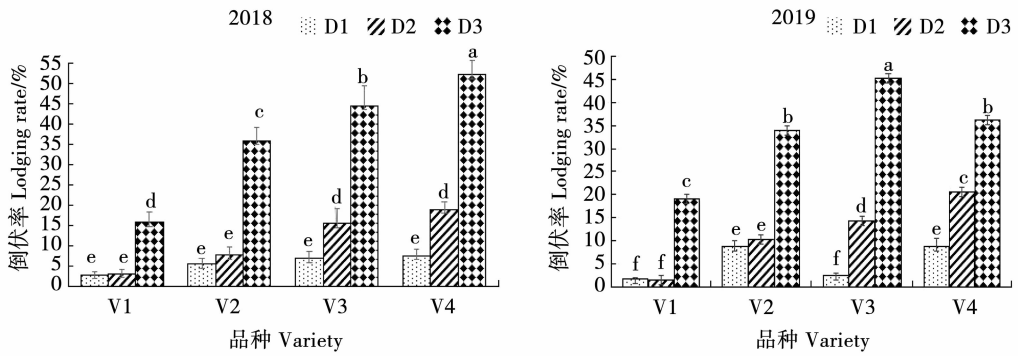 2018
D1 D2 D3
倒伏率 Lodging rate/%
55
50
45
40
35
30
25
20
15
10
5
0
e e d
e e c
e d b
e d a
V1 V2 V3 V4
品种 Variety
2019
D1 D2 D3
倒伏率 Lodging rate/%
50
45
40
35
30
25
20
15
10
5
0
f f c
e e b
f d a
e c b
V1 V2 V3 V4
品种 Variety